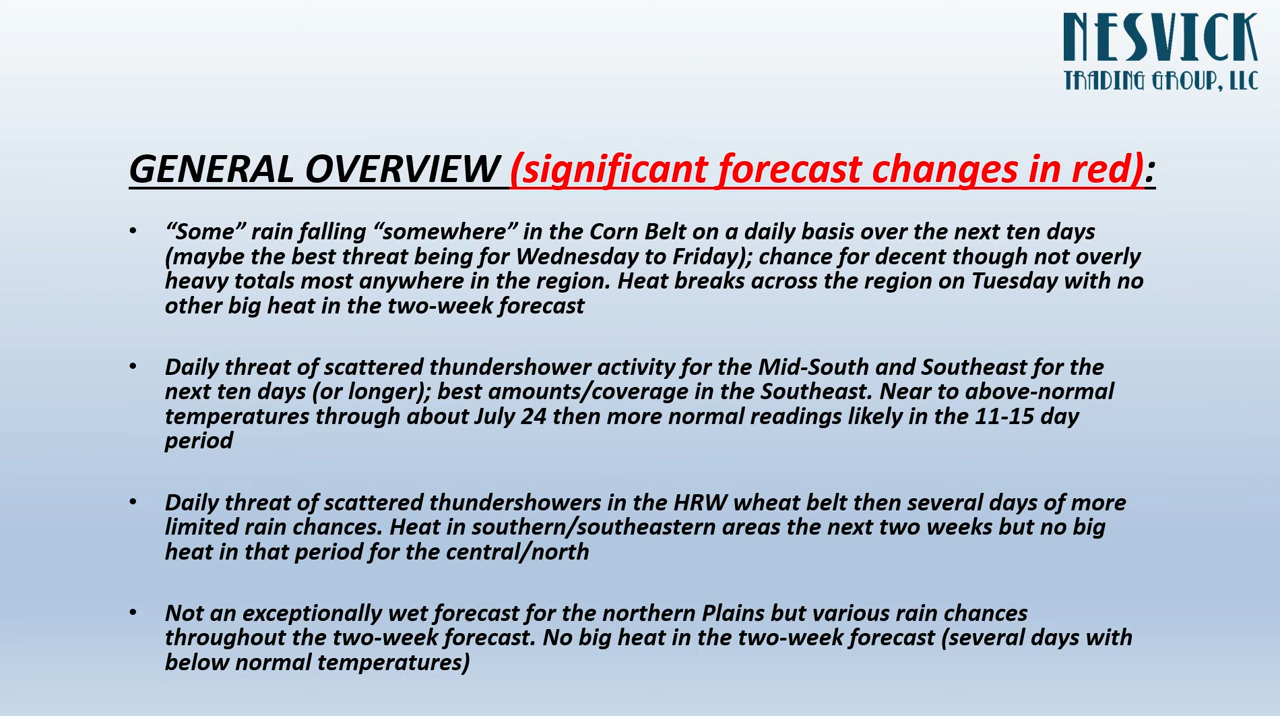 NESVICK
TRADING GROUP, LLC
GENERAL OVERVIEW (significant forecast changes in red):
• “Some” rain falling “somewhere” in the Corn Belt on a daily basis over the next ten days
(maybe the best threat being for Wednesday to Friday); chance for decent though not overly
heavy totals most anywhere in the region. Heat breaks across the region on Tuesday with no
other big heat in the two-week forecast
• Daily threat of scattered thundershower activity for the Mid-South and Southeast for the
next ten days (or longer); best amounts/coverage in the Southeast. Near to above-normal
temperatures through about July 24 then more normal readings likely in the 11-15 day
period
• Daily threat of scattered thundershowers in the HRW wheat belt then several days of more
limited rain chances. Heat in southern/southeastern areas the next two weeks but no big
heat in that period for the central/north
• Not an exceptionally wet forecast for the northern Plains but various rain chances
throughout the two-week forecast. No big heat in the two-week forecast (several days with
below normal temperatures)